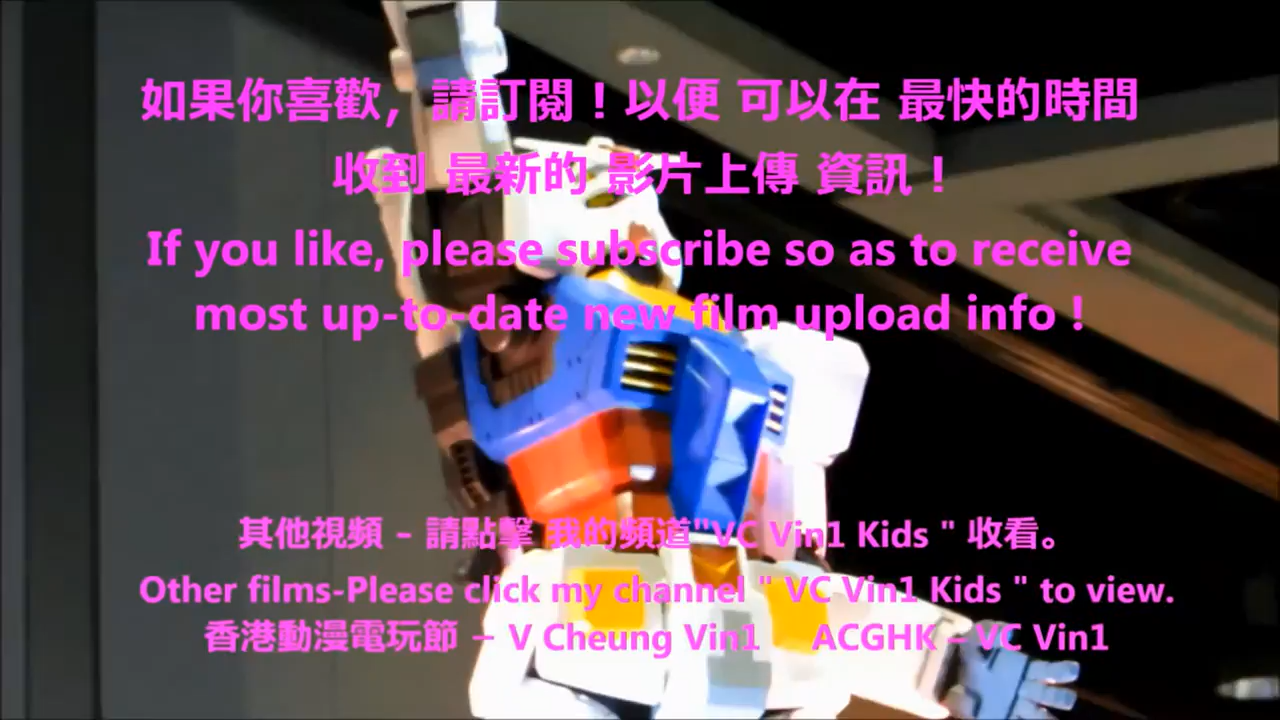 如果你喜歡，請訂閱！以便 可以在 最快的時間
收到 最新的 影片上傳 資訊！
If you like, please subscribe so as to receive
most up-to-date new film upload info !
其他視頻 – 請點擊 我的頻道"VC Vin1 Kids " 收看。
Other films-Please click my channel " VC Vin1 Kids " to view.
香港動漫電玩節 – V Cheung Vin1 ACGHK – VC Vin1